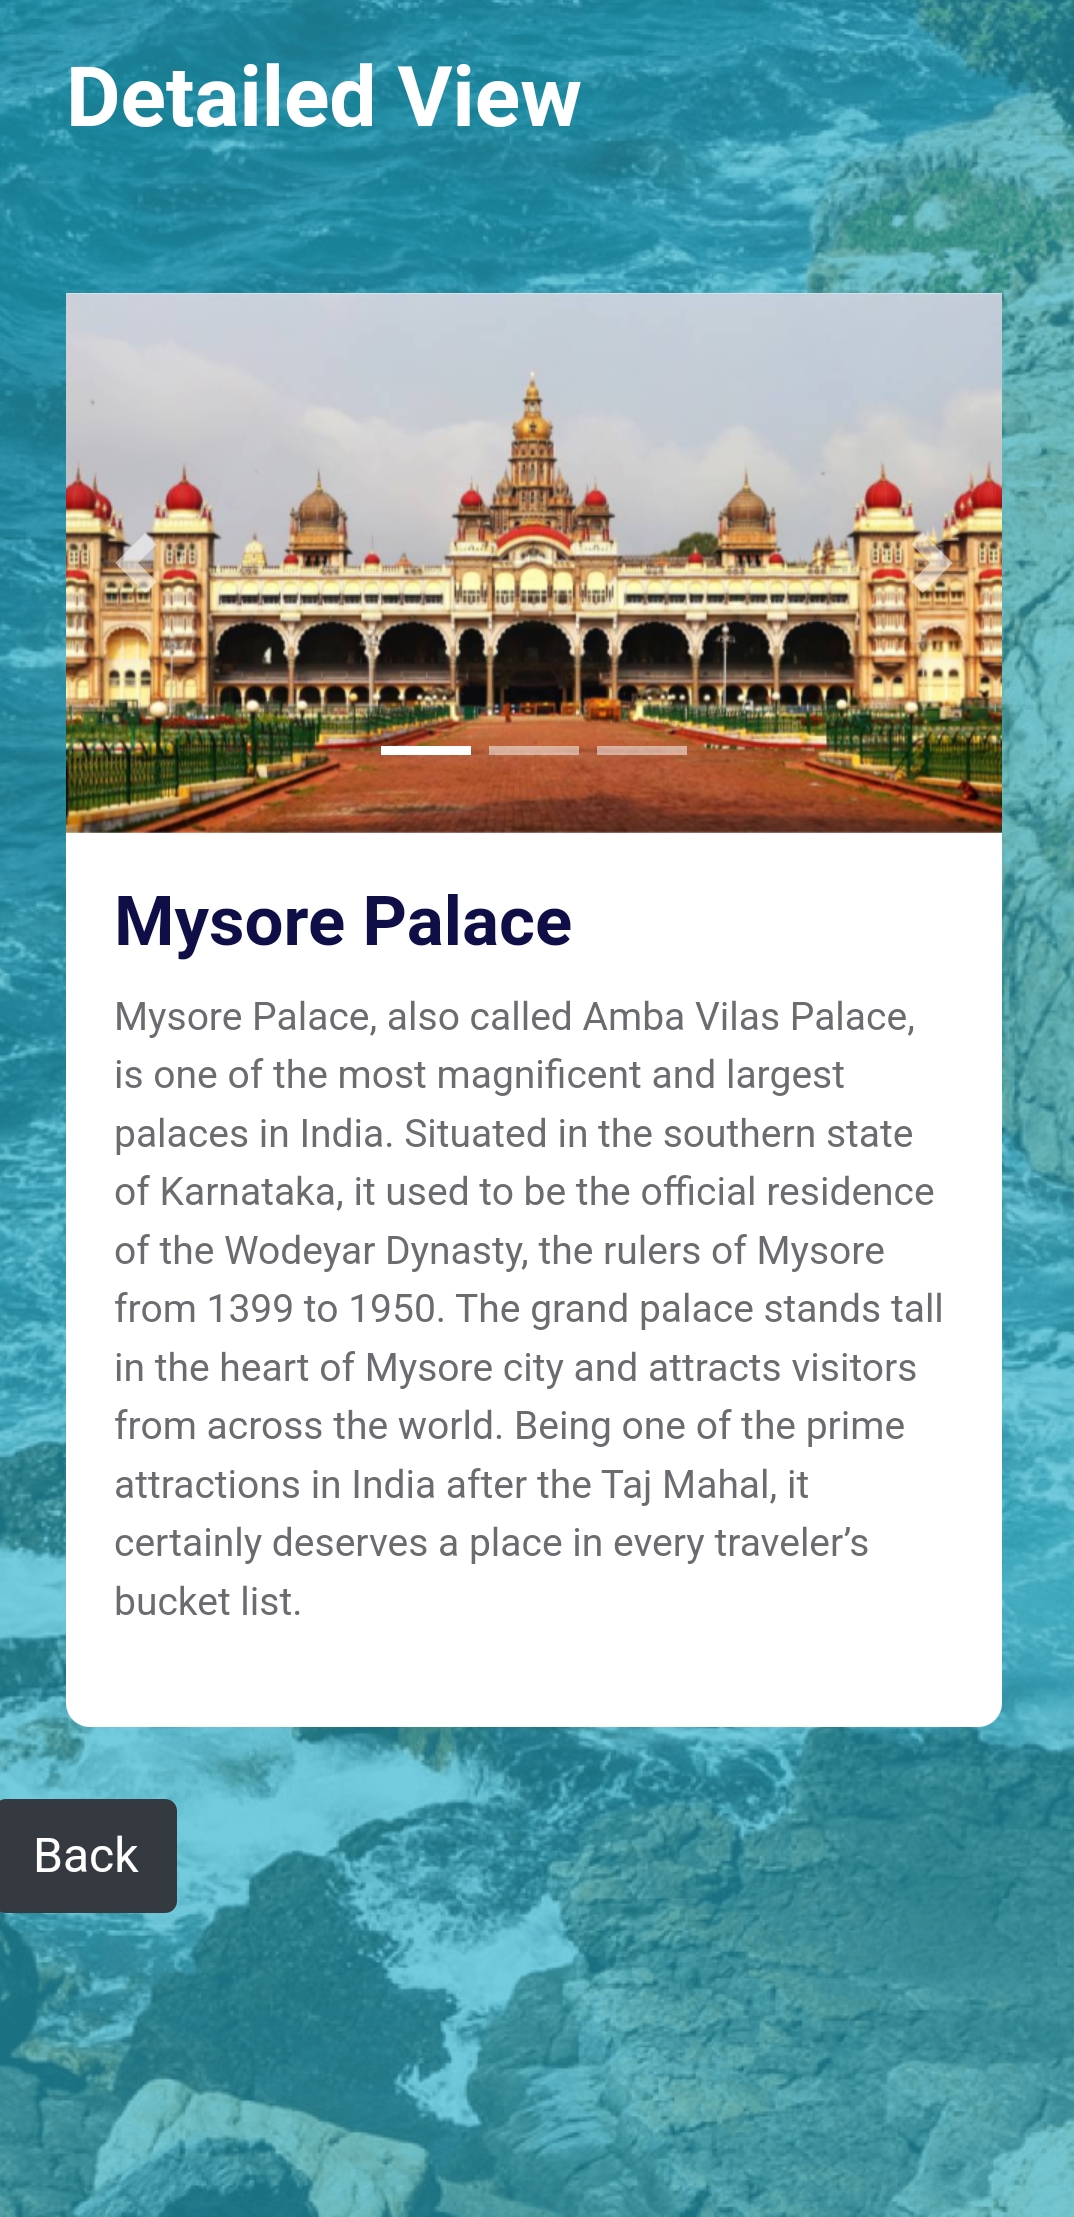 Detailed View
Mysore Palace
Mysore Palace, also called Amba Vilas Palace,
is one of the most magnificent and largest
palaces in India. Situated in the southern state
of Karnataka, it used to be the official residence
of the Wodeyar Dynasty, the rulers of Mysore
from 1399 to 1950. The grand palace stands tall
in the heart of Mysore city and attracts visitors
from across the world. Being one of the prime
attractions in India after the Taj Mahal, it
certainly deserves a place in every traveler’s
bucket list.
Back